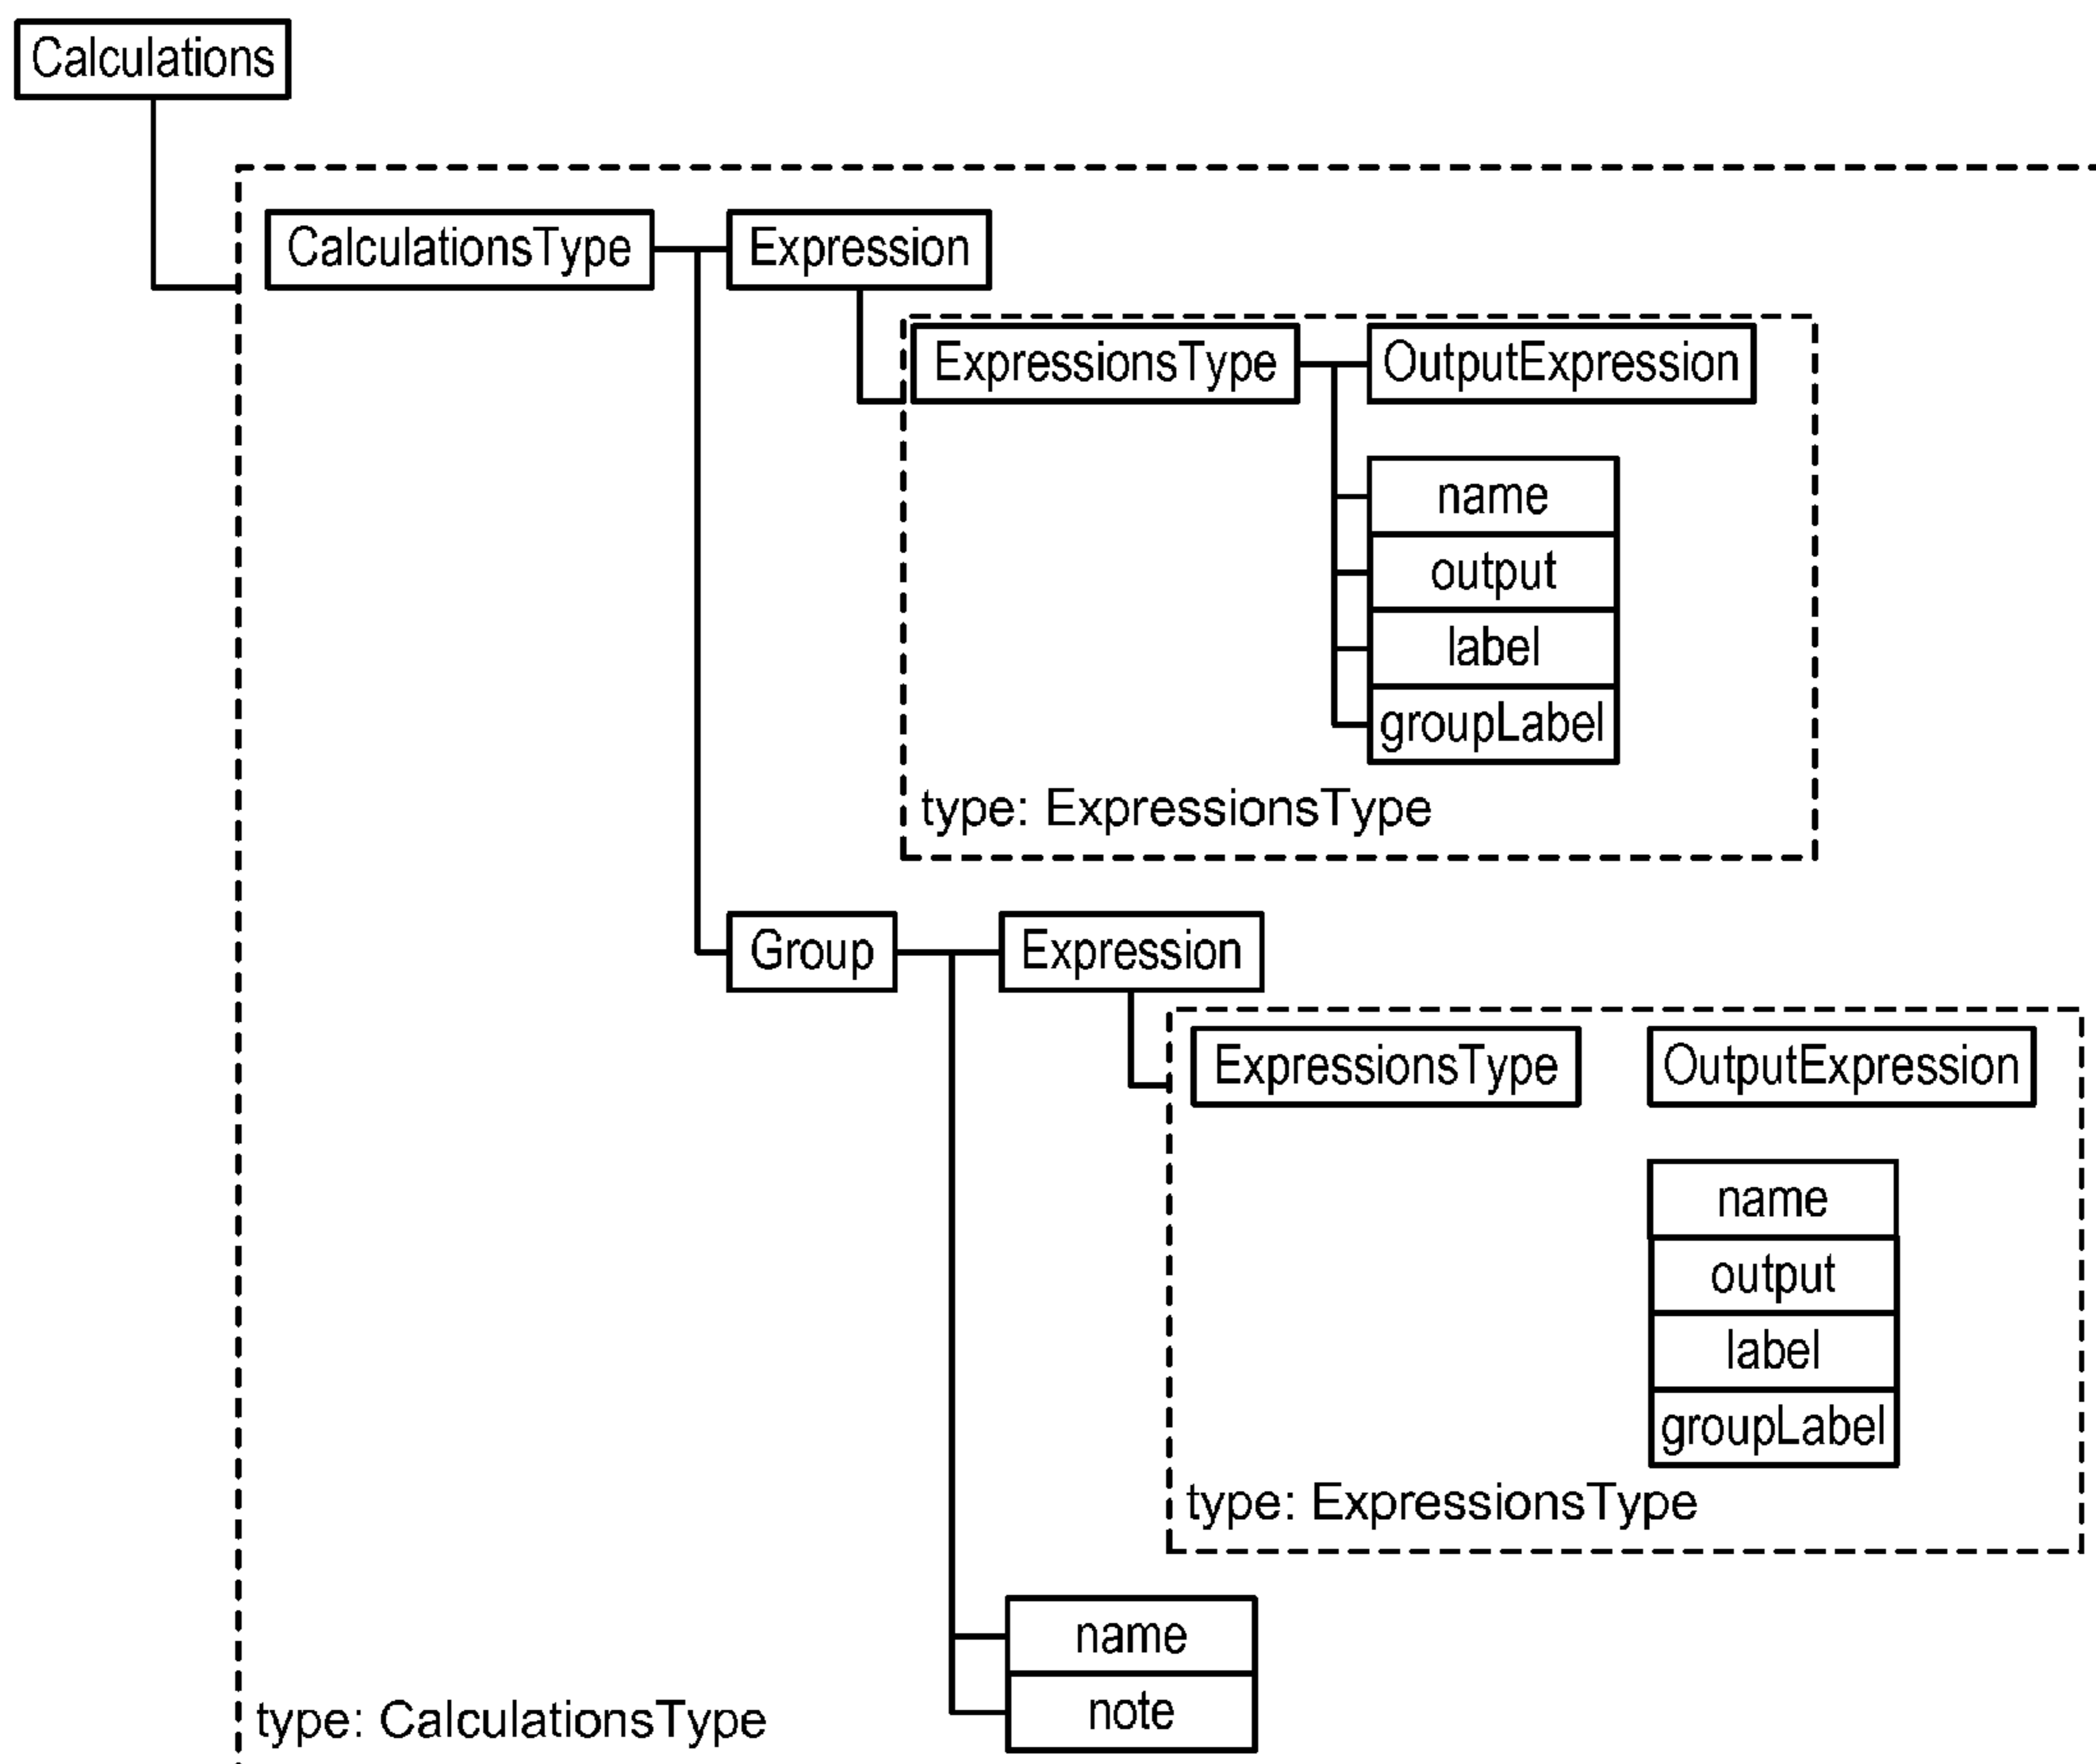 Calculations
CalculationsType
Expression
ExpressionsType
OutputExpression
name
output
label
groupLabel
type: ExpressionsType
Group
Expression
ExpressionsType
OutputExpression
name
output
label
groupLabel
type: ExpressionsType
name
note
type: CalculationsType